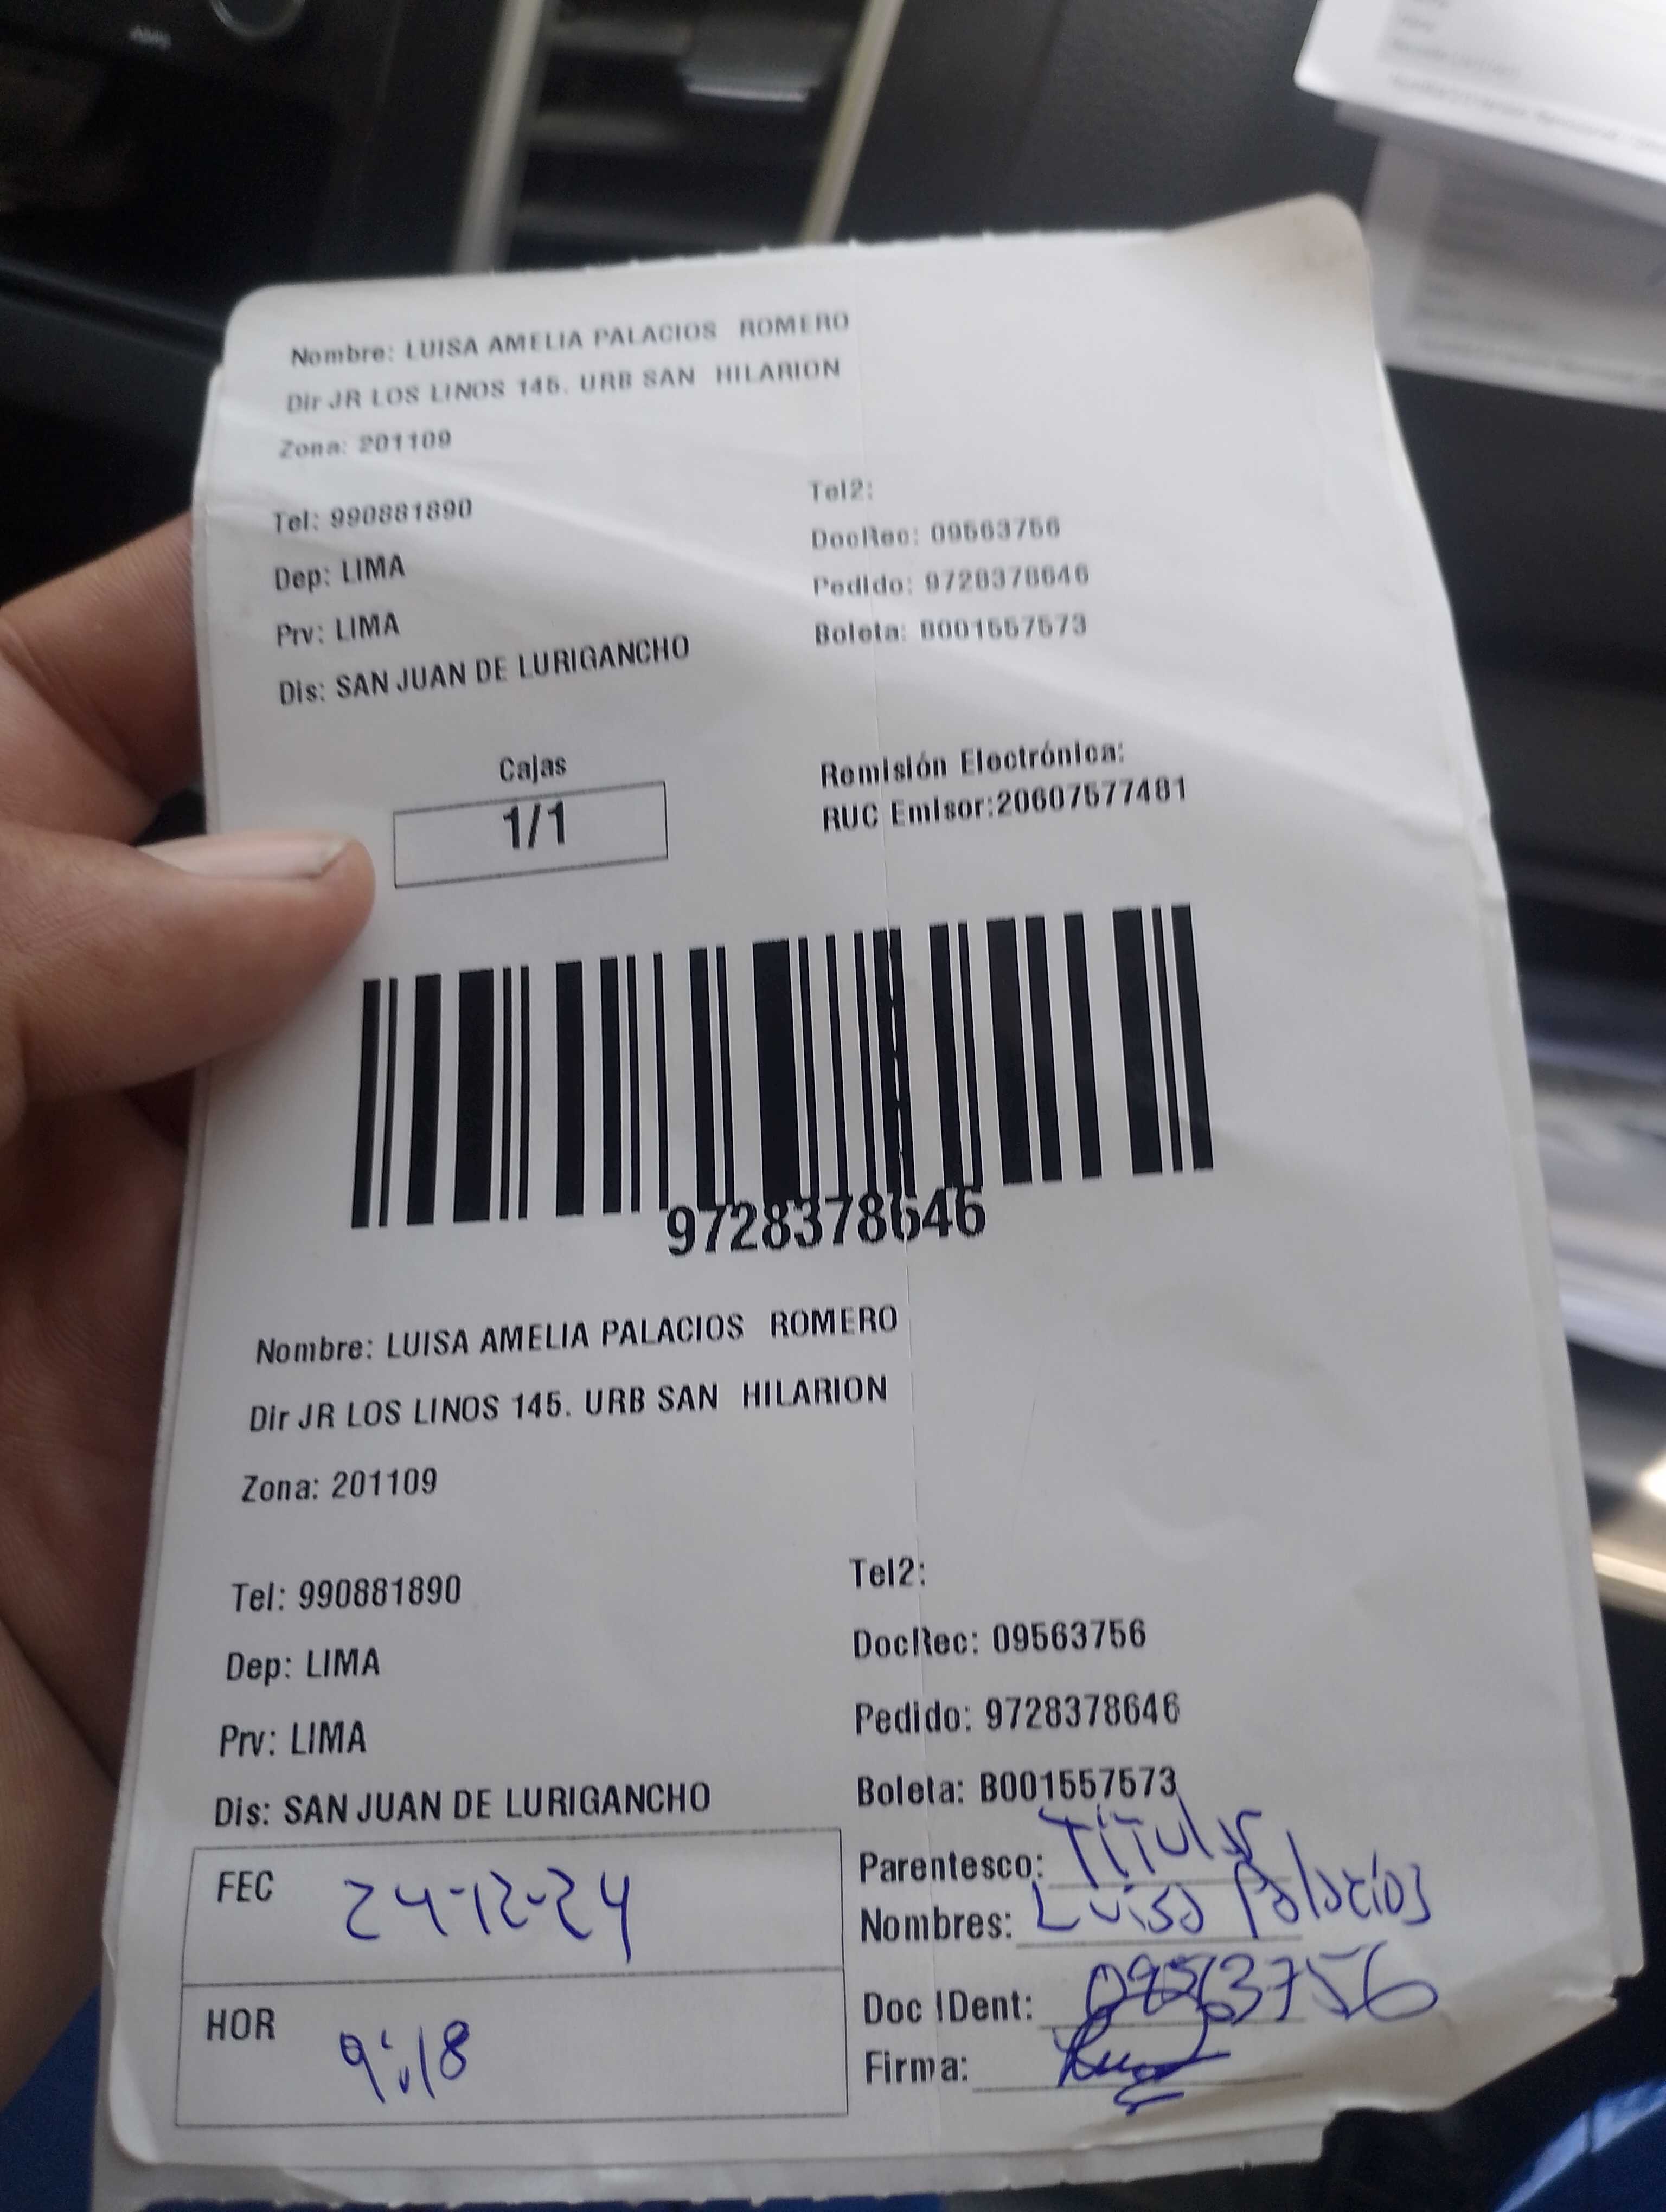 Nombre: LUISA AMELIA PALACIOS ROMERO
Dir JR LOS LINOS 145. URB SAN HILARION
Zona: 201109
Tel: 990881890
Tel2:
Dep: LIMA
DocRec: 09563756
Prv: LIMA
Pedido: 9728378646
Dis: SAN JUAN DE LURIGANCHO
Boleta: B001557573
Cajas
1/1
Remisión Electrónica:
RUC Emisor:20607577481
9728378646
Nombre: LUISA AMELIA PALACIOS ROMERO
Dir JR LOS LINOS 145. URB SAN HILARION
Zona: 201109
Tel: 990881890
Tel2:
Dep: LIMA
DocRec: 09563756
Prv: LIMA
Pedido: 9728378646
Dis: SAN JUAN DE LURIGANCHO
Boleta: B001557573
FEC 24-12-24
Parentesco: Titular
Nombres: Luisa Palacios
HOR 9:18
Doc IDent: 09563756
Firma: